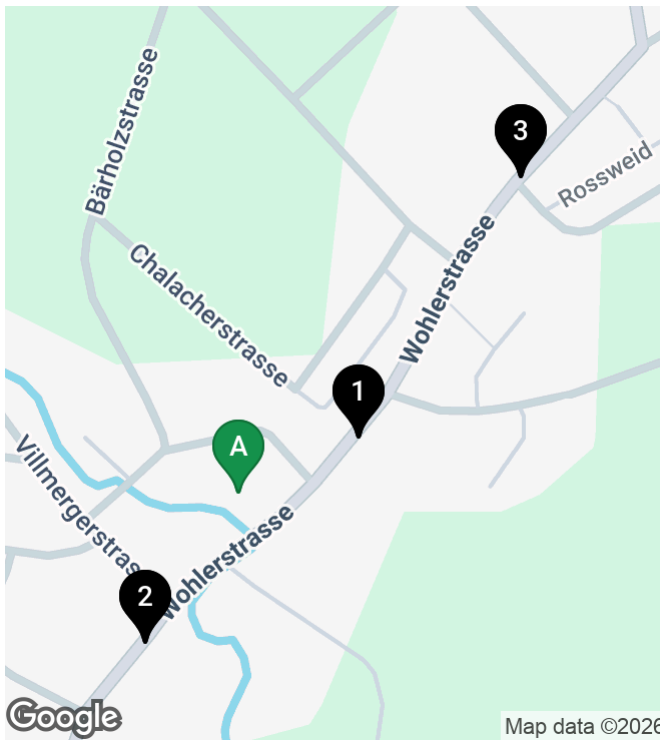 Bärholzstrasse
3
Rossweid
Wohlerstrasse
Chalacherstrasse
1
A
Villmergerstras
Wohlerstrasse
2
Google
Map data ©2026